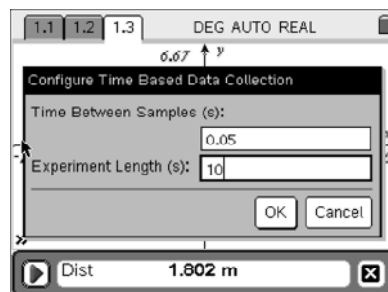 1.1 1.2 1.3 DEG AUTO REAL
6.67 y
Configure Time Based Data Collection
Time Between Samples (s):
0.05
Experiment Length (s): 10
OK Cancel
Dist 1.802 m